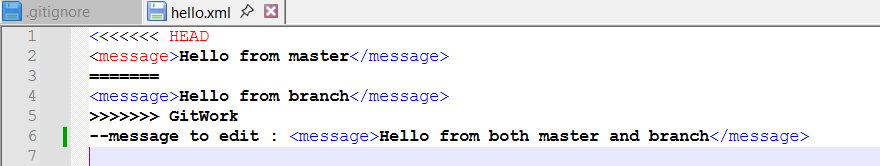 .gitignore hello.xml
1 <<<<<<< HEAD
2 <message>Hello from master</message>
3 =======
4 <message>Hello from branch</message>
5 >>>>>>> GitWork
6 --message to edit : <message>Hello from both master and branch</message>
7